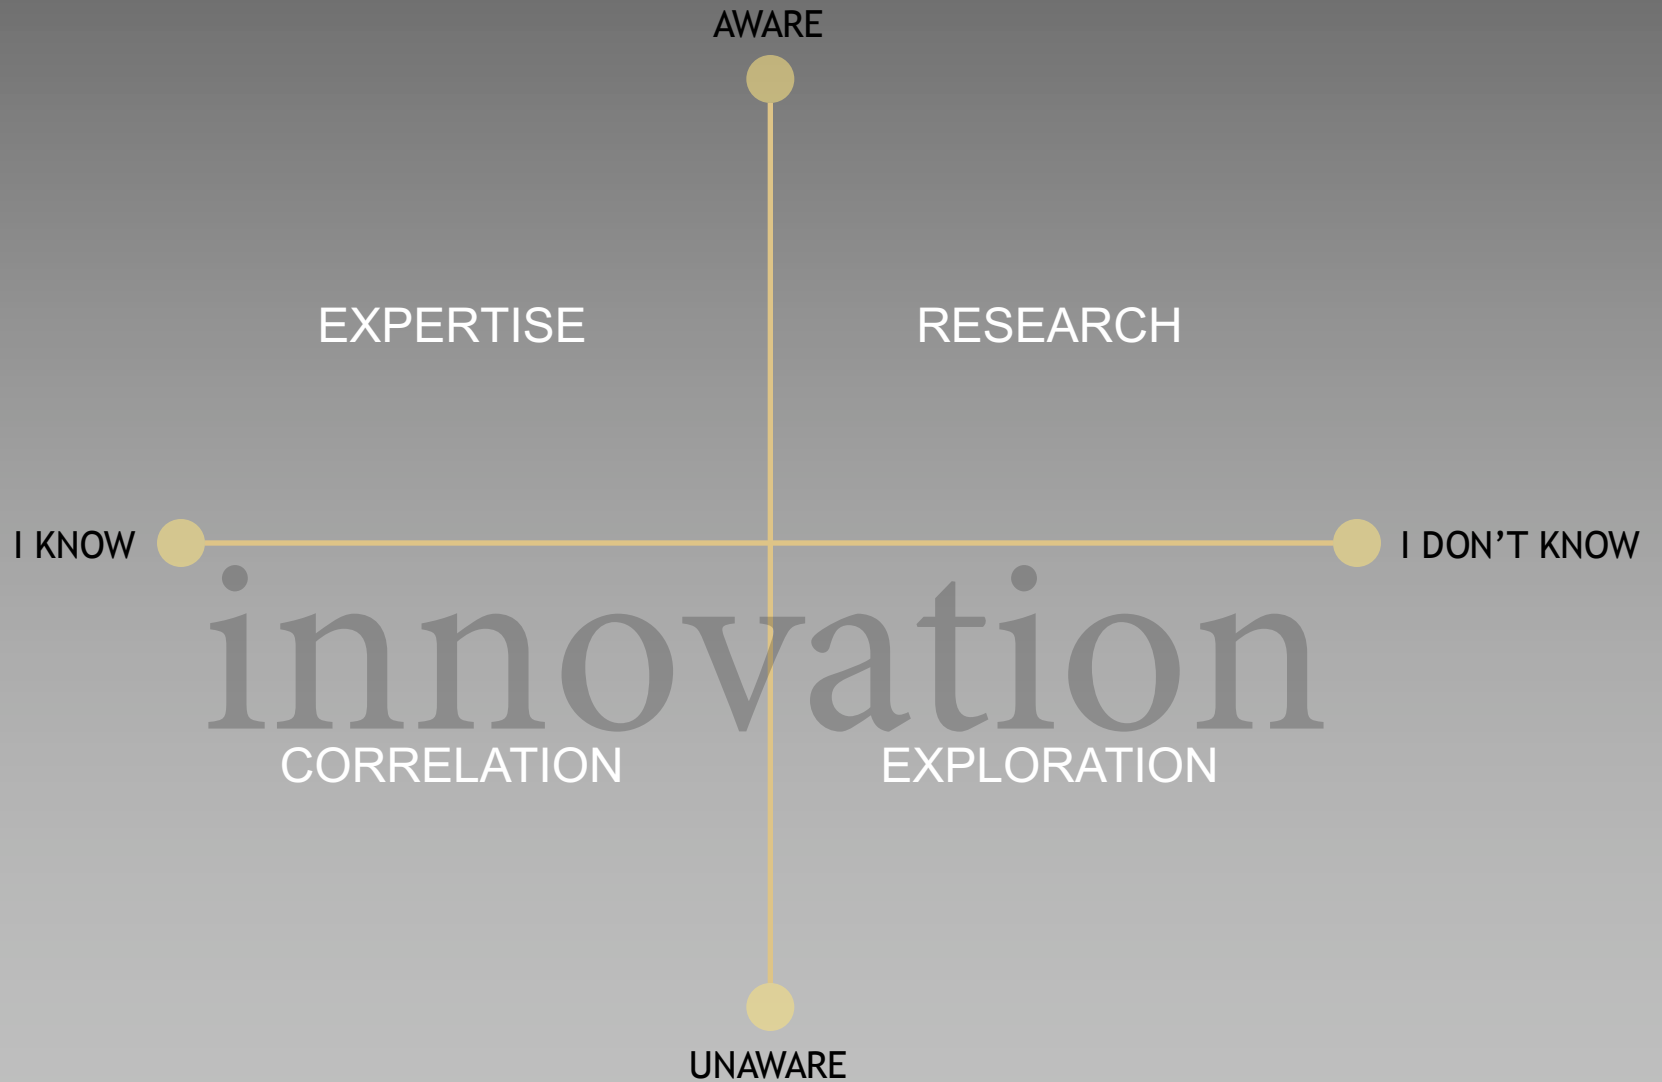 AWARE
EXPERTISE
RESEARCH
I KNOW
I DON’T KNOW
innovation
CORRELATION
EXPLORATION
UNAWARE